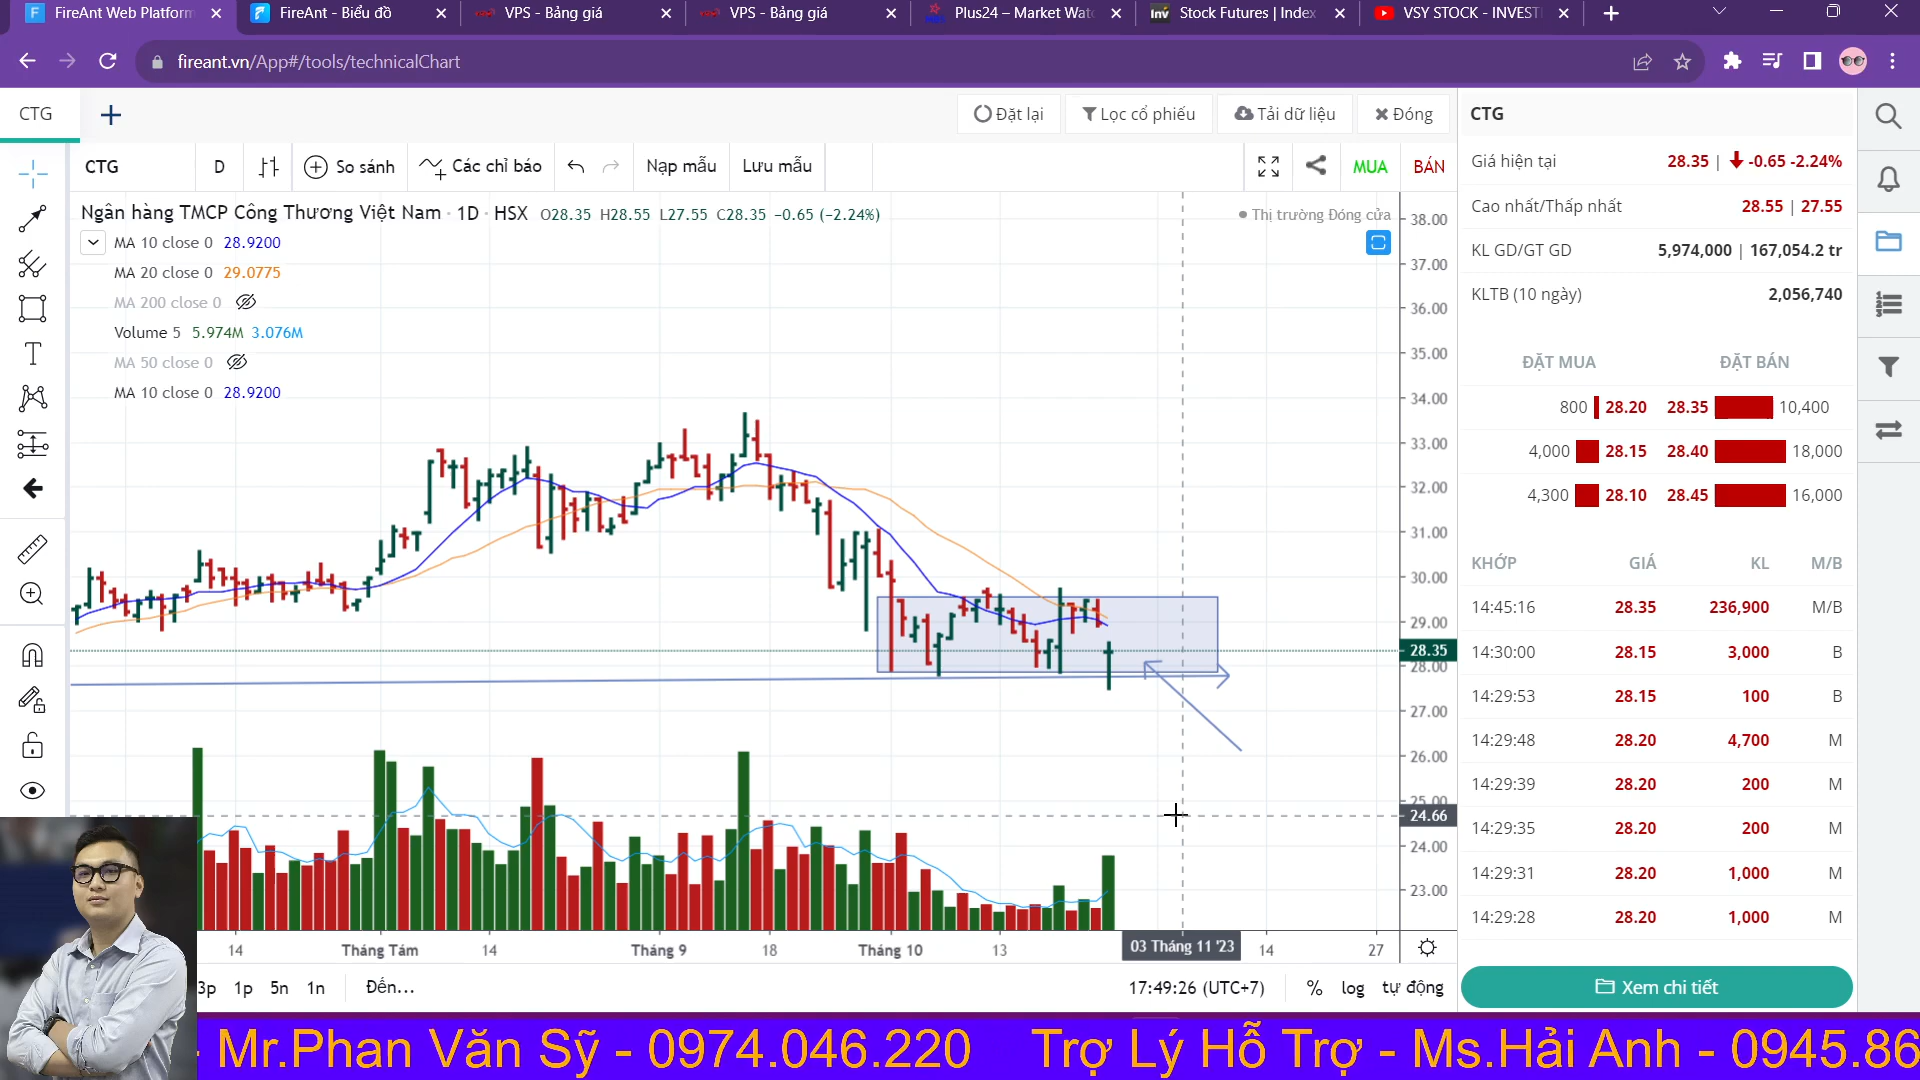 FireAnt Web Platform
FireAnt - Biểu đồ
VPS - Bảng giá
VPS - Bảng giá
Plus24 – Market Wat
Stock Futures | Index
VSY STOCK - INVEST
fireant.vn/App#/tools/technicalChart
CTG
Đặt lại
Lọc cổ phiếu
Tải dữ liệu
Đóng
CTG
D
So sánh
Các chỉ báo
Nạp mẫu
Lưu mẫu
MUA
BÁN
Ngân hàng TMCP Công Thương Việt Nam · 1D · HSX O28.35 H28.55 L27.55 C28.35 −0.65 (−2.24%)
Thị trường Đóng cửa
MA 10 close 0 28.9200
MA 20 close 0 29.0775
MA 200 close 0
Volume 5 5.974M 3.076M
MA 50 close 0
MA 10 close 0 28.9200
38.00
37.00
36.00
35.00
34.00
33.00
32.00
31.00
30.00
29.00
28.35
28.00
27.00
26.00
25.00
24.66
24.00
23.00
14
Tháng Tám
14
Tháng 9
18
Tháng 10
13
03 Tháng 11 '23
14
27
3p 1p 5n 1n Đến...
17:49:26 (UTC+7) % log tự động
CTG
Giá hiện tại 28.35 | -0.65 -2.24%
Cao nhất/Thấp nhất 28.55 | 27.55
KL GD/GT GD 5,974,000 | 167,054.2 tr
KLTB (10 ngày) 2,056,740
ĐẶT MUA ĐẶT BÁN
800 28.20 28.35 10,400
4,000 28.15 28.40 18,000
4,300 28.10 28.45 16,000
KHỚP GIÁ KL M/B
14:45:16 28.35 236,900 M/B
14:30:00 28.15 3,000 B
14:29:53 28.15 100 B
14:29:48 28.20 4,700 M
14:29:39 28.20 200 M
14:29:35 28.20 200 M
14:29:31 28.20 1,000 M
14:29:28 28.20 1,000 M
Xem chi tiết
- Mr.Phan Văn Sỹ - 0974.046.220 Trợ Lý Hỗ Trợ - Ms.Hải Anh - 0945.86